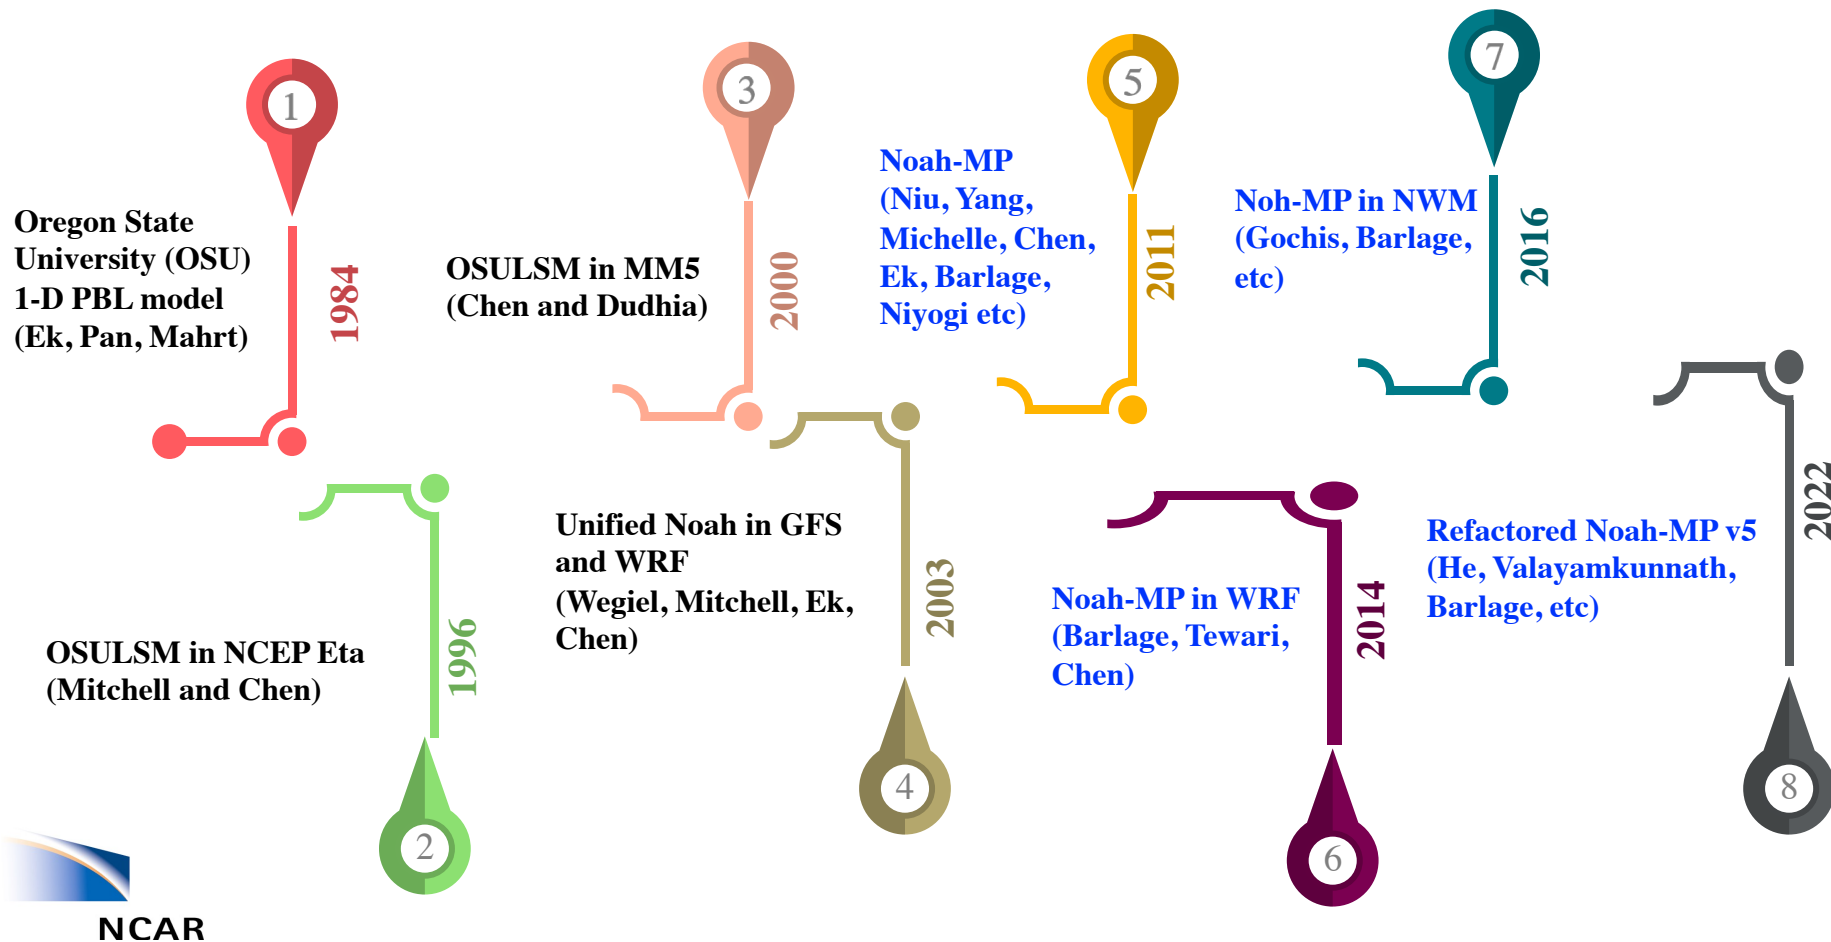 1
Oregon State
University (OSU)
1-D PBL model
(Ek, Pan, Mahrt)
1984
2
OSULSM in NCEP Eta
(Mitchell and Chen)
1996
3
OSULSM in MM5
(Chen and Dudhia)
2000
4
Unified Noah in GFS
and WRF
(Wegiel, Mitchell, Ek,
Chen)
2003
5
Noah-MP
(Niu, Yang,
Michelle, Chen,
Ek, Barlage,
Niyogi etc)
2011
6
Noah-MP in WRF
(Barlage, Tewari,
Chen)
2014
7
Noh-MP in NWM
(Gochis, Barlage,
etc)
2016
8
Refactored Noah-MP v5
(He, Valayamkunnath,
Barlage, etc)
2022
NCAR